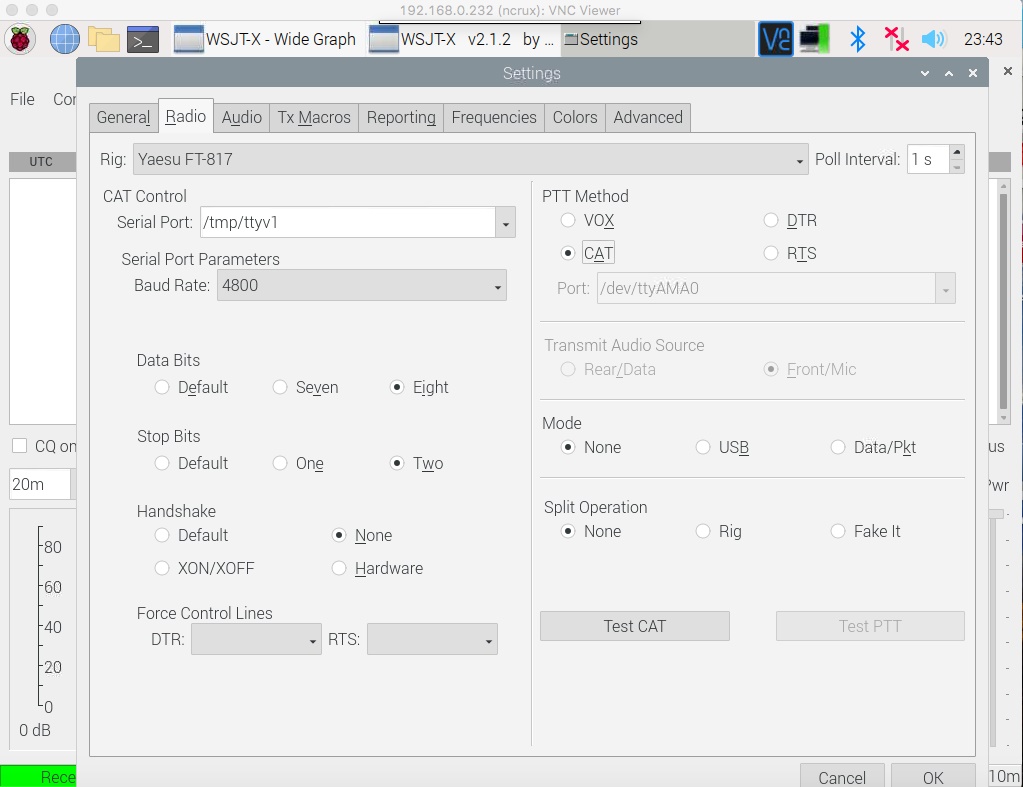 192.168.0.232 (ncrux): VNC Viewer
WSJT-X - Wide Graph WSJT-X v2.1.2 by ... Settings 23:43
Settings
File Cor
General Radio Audio Tx Macros Reporting Frequencies Colors Advanced
UTC
Rig: Yaesu FT-817 Poll Interval: 1 s
CAT Control
Serial Port: /tmp/ttyv1
Serial Port Parameters
Baud Rate: 4800
Data Bits
Default Seven Eight
Stop Bits
Default One Two
Handshake
Default None
XON/XOFF Hardware
Force Control Lines
DTR: RTS:
PTT Method
VOX DTR
CAT RTS
Port: /dev/ttyAMA0
Transmit Audio Source
Rear/Data Front/Mic
Mode
None USB Data/Pkt
Split Operation
None Rig Fake It
Test CAT Test PTT
Cancel OK
CQ on
20m
80
60
40
20
0
0 dB
Rece
us
Pwr
10m